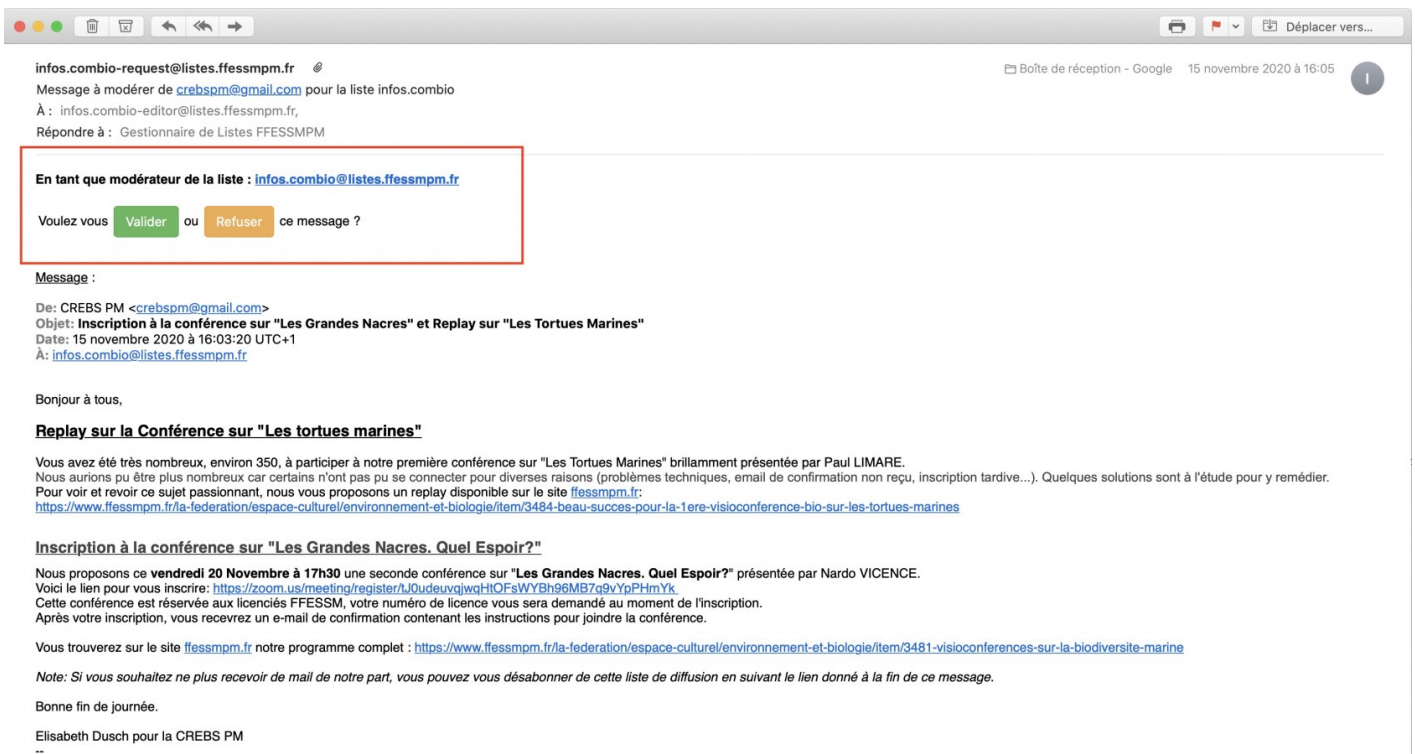 Déplacer vers...
infos.combio-request@listes.ffessmpm.fr
Boîte de réception - Google 15 novembre 2020 à 16:05
I
Message à modérer de crebspm@gmail.com pour la liste infos.combio
À : infos.combio-editor@listes.ffessmpm.fr,
Répondre à : Gestionnaire de Listes FFESSMPM
En tant que modérateur de la liste : infos.combio@listes.ffessmpm.fr
Voulez vous Valider ou Refuser ce message ?
Message :
De: CREBS PM <crebspm@gmail.com>
Objet: Inscription à la conférence sur "Les Grandes Nacres" et Replay sur "Les Tortues Marines"
Date: 15 novembre 2020 à 16:03:20 UTC+1
À: infos.combio@listes.ffessmpm.fr
Bonjour à tous,
Replay sur la Conférence sur "Les tortues marines"
Vous avez été très nombreux, environ 350, à participer à notre première conférence sur "Les Tortues Marines" brillamment présentée par Paul LIMARE.
Nous aurions pu être plus nombreux car certains n'ont pas pu se connecter pour diverses raisons (problèmes techniques, email de confirmation non reçu, inscription tardive...). Quelques solutions sont à l'étude pour y remédier.
Pour voir et revoir ce sujet passionnant, nous vous proposons un replay disponible sur le site ffessmpm.fr:
https://www.ffessmpm.fr/la-federation/espace-culturel/environnement-et-biologie/item/3484-beau-succes-pour-la-1ere-visioconference-bio-sur-les-tortues-marines
Inscription à la conférence sur "Les Grandes Nacres. Quel Espoir?"
Nous proposons ce vendredi 20 Novembre à 17h30 une seconde conférence sur "Les Grandes Nacres. Quel Espoir?" présentée par Nardo VICENCE.
Voici le lien pour vous inscrire: https://zoom.us/meeting/register/tJ0udeuvqjwqHtOFsWYBh96MB7q9vYpPHmYk
Cette conférence est réservée aux licenciés FFESSM, votre numéro de licence vous sera demandé au moment de l'inscription.
Après votre inscription, vous recevrez un e-mail de confirmation contenant les instructions pour joindre la conférence.
Vous trouverez sur le site ffessmpm.fr notre programme complet : https://www.ffessmpm.fr/la-federation/espace-culturel/environnement-et-biologie/item/3481-visioconferences-sur-la-biodiversite-marine
Note: Si vous souhaitez ne plus recevoir de mail de notre part, vous pouvez vous désabonner de cette liste de diffusion en suivant le lien donné à la fin de ce message.
Bonne fin de journée.
Elisabeth Dusch pour la CREBS PM
--